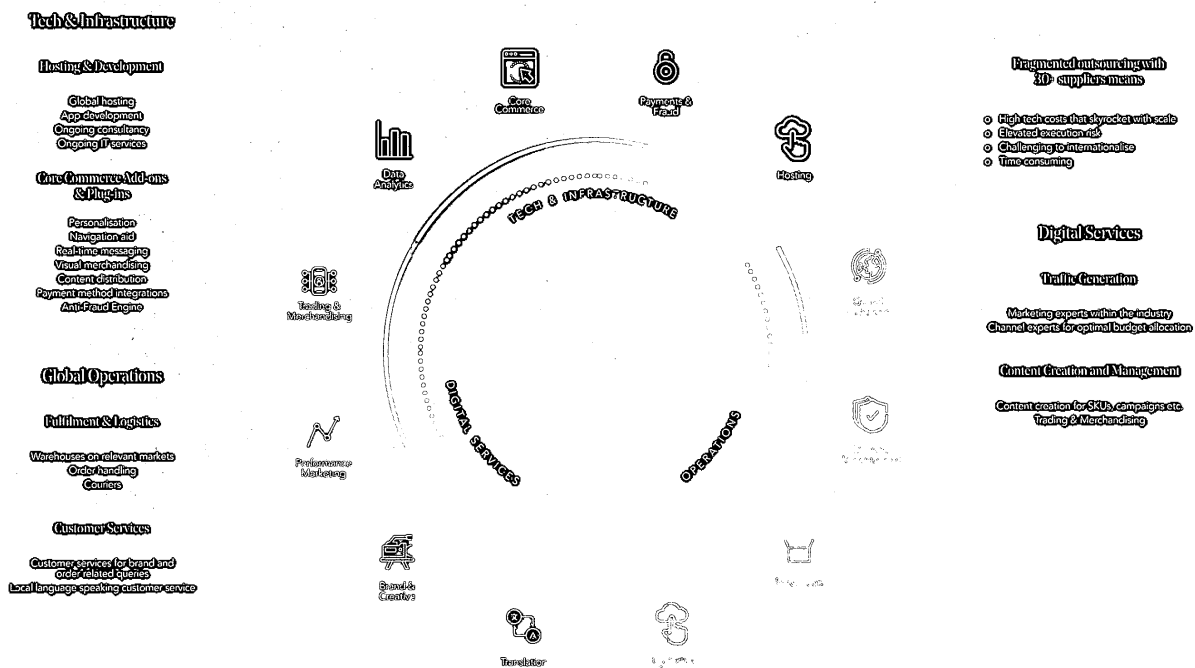 Tech & Infrastructure
Hosting & Development
Global hosting
App development
Ongoing consultancy
Ongoing IT services
Core Commerce Add-ons
& Plug-ins
Personalisation
Navigation aid
Real-time messaging
Visual merchandising
Content distribution
Payment method integrations
Anti-Fraud Engine
Global Operations
Fulfilment & Logistics
Warehouses on relevant markets
Order handling
Couriers
Customer Services
Customer services for brand and
order related queries
Local language speaking customer service
Core
Commerce
Payments &
Fraud
Data
Analytics
Hosting
TECH & INFRASTRUCTURE
Trading &
Merchandising
DIGITAL SERVICES
OPERATIONS
Performance
Marketing
Brand &
Creative
Translation
Fragmented outsourcing with
30+ suppliers means
High tech costs that skyrocket with scale
Elevated execution risk
Challenging to internationalise
Time consuming
Digital Services
Traffic Generation
Marketing experts within the industry
Channel experts for optimal budget allocation
Content Creation and Management
Content creation for SKUs, campaigns etc.
Trading & Merchandising